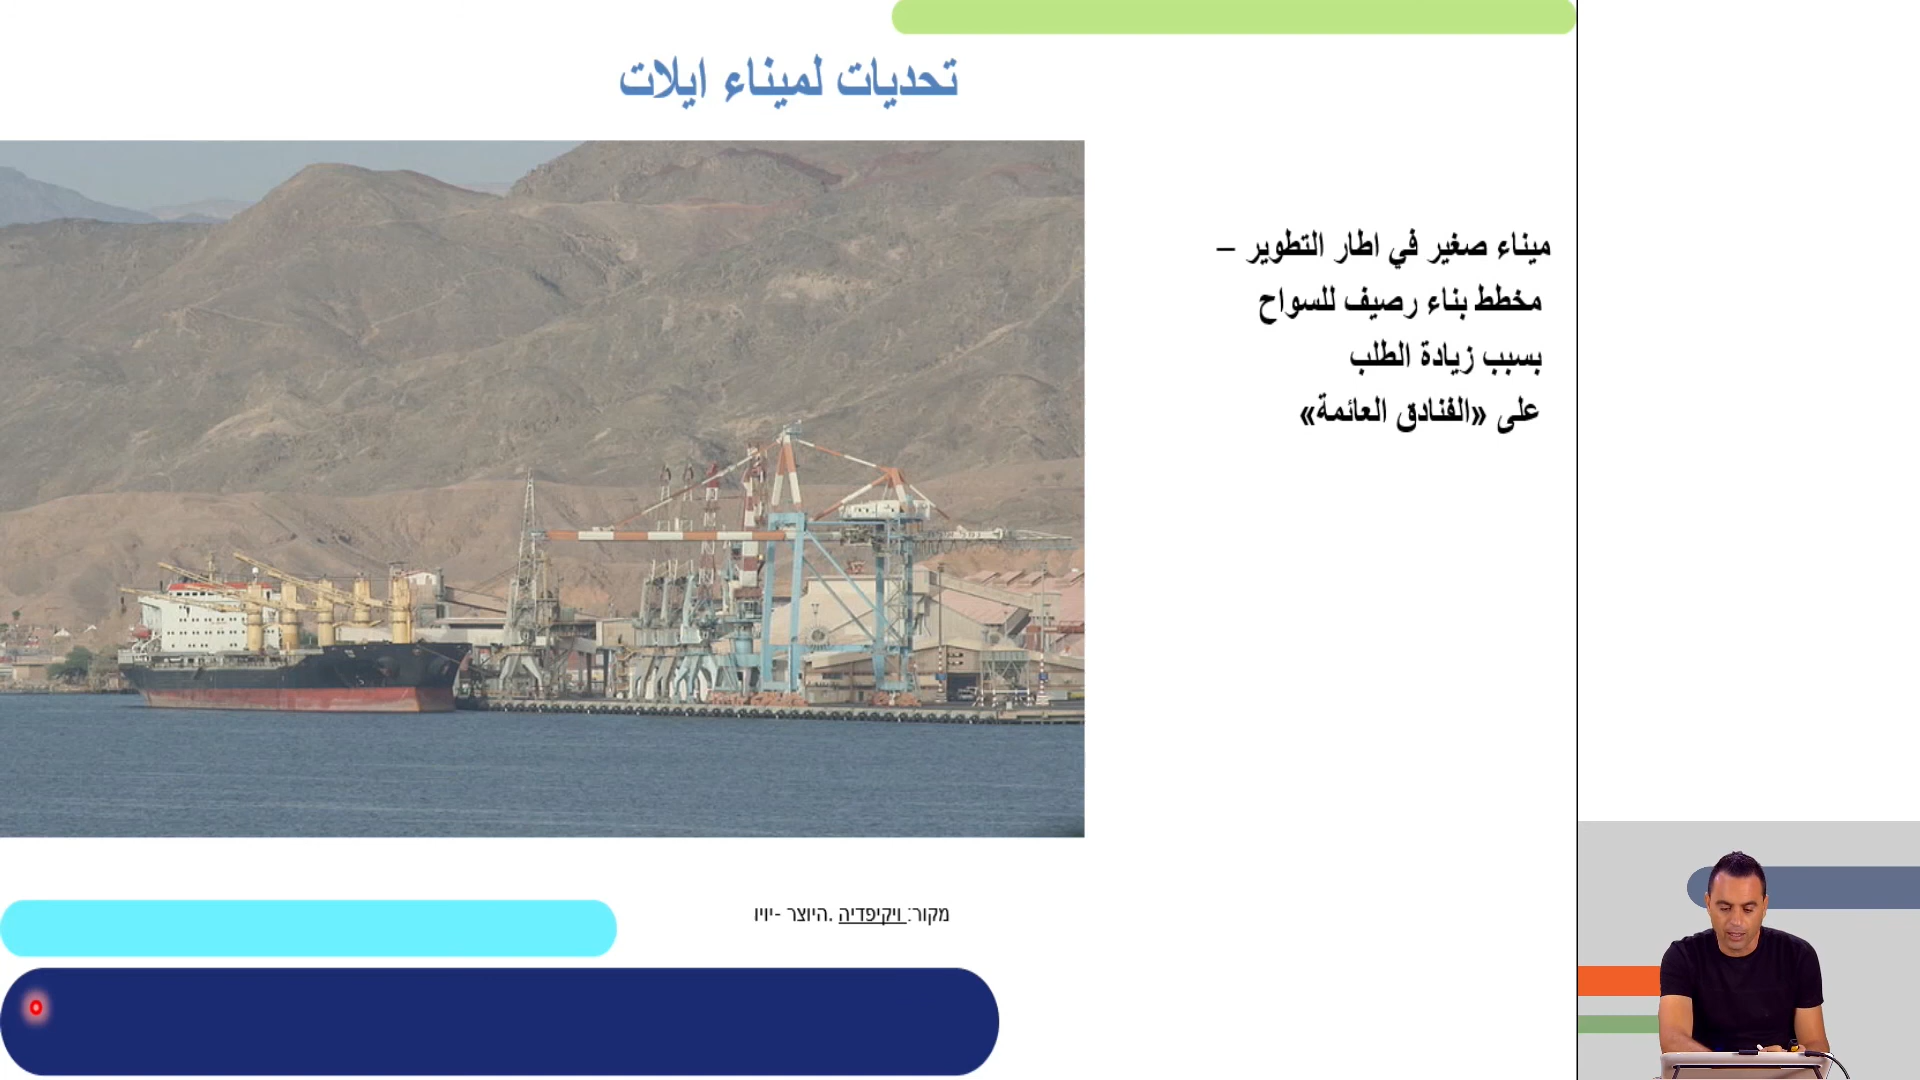 تحديات لميناء ايلات
ميناء صغير في اطار التطوير –
مخطط بناء رصيف للسواح
بسبب زيادة الطلب
على «الفنادق العائمة»
מקור: ויקיפדיה .היוצר -יויו